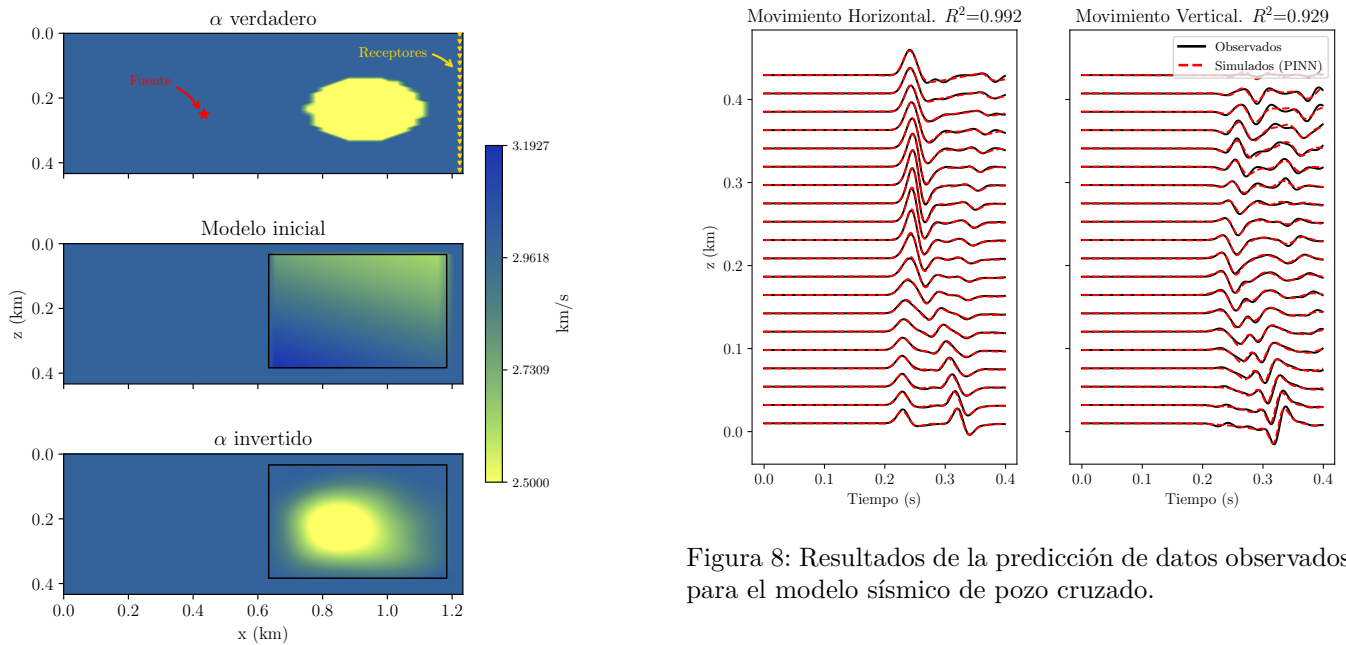 α verdadero
0.0
0.2
0.4
Receptores
Fuente
Modelo inicial
0.0
0.2
0.4
z (km)
α invertido
0.0
0.2
0.4
0.0 0.2 0.4 0.6 0.8 1.0 1.2
x (km)
3.1927
2.9618
2.7309
2.5000
km/s
Movimiento Horizontal. R²=0.992
0.4
0.3
0.2
0.1
0.0
z (km)
0.0 0.1 0.2 0.3 0.4
Tiempo (s)
Movimiento Vertical. R²=0.929
Observados
Simulados (PINN)
0.0 0.1 0.2 0.3 0.4
Tiempo (s)
Figura 8: Resultados de la predicción de datos observados
para el modelo sísmico de pozo cruzado.